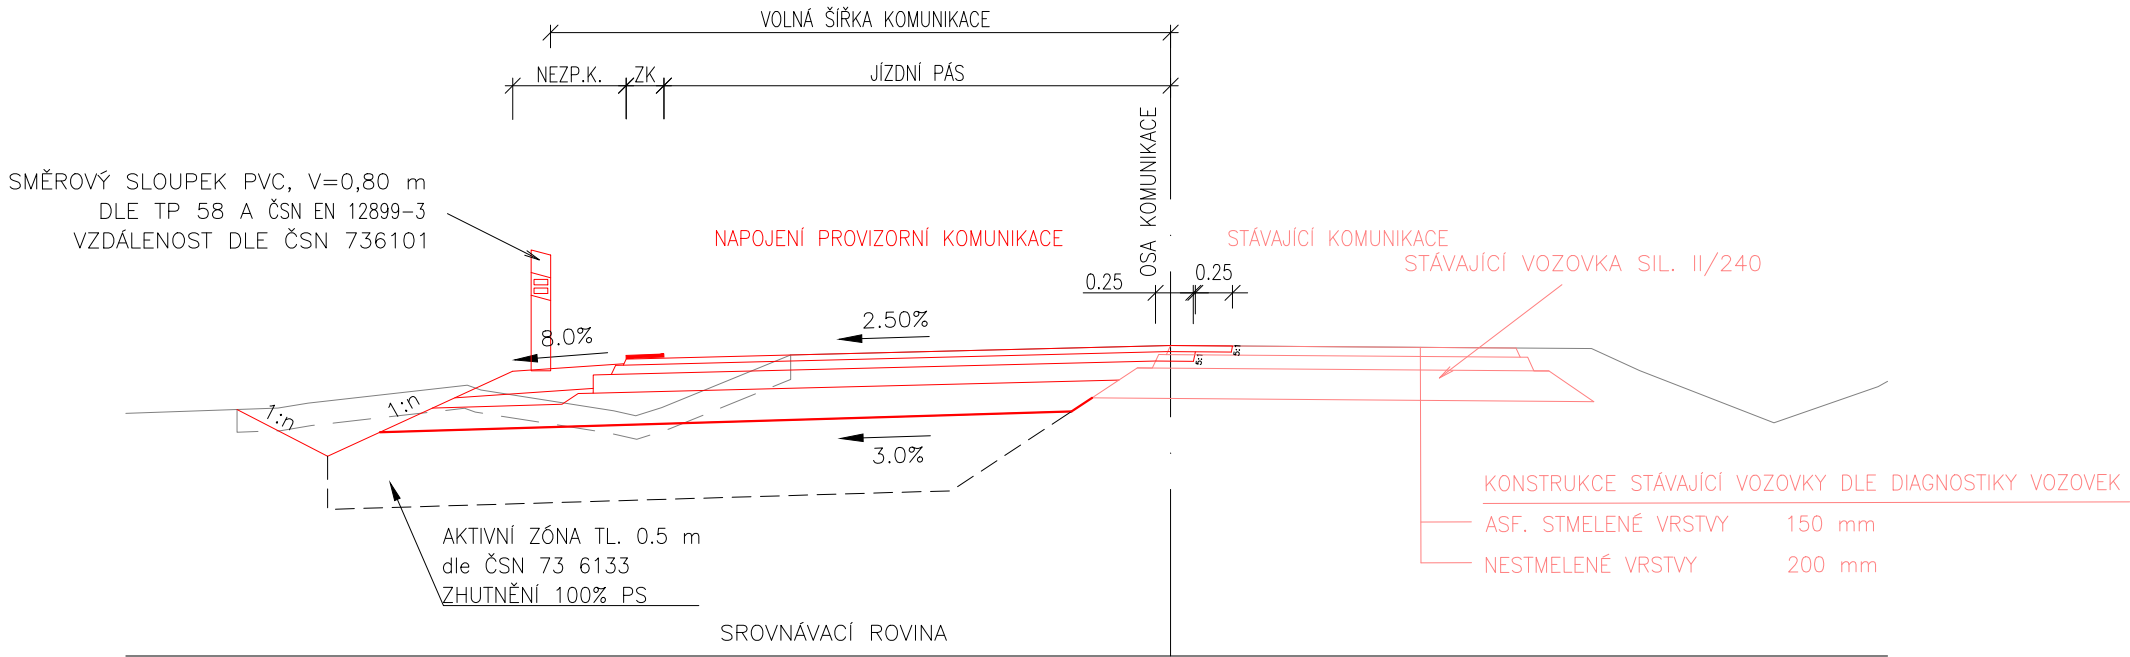 VOLNÁ ŠÍŘKA KOMUNIKACE
NEZP.K.
ZK
JÍZDNÍ PÁS
OSA KOMUNIKACE
SMĚROVÝ SLOUPEK PVC, V=0,80 m
DLE TP 58 A ČSN EN 12899-3
VZDÁLENOST DLE ČSN 736101
NAPOJENÍ PROVIZORNÍ KOMUNIKACE
STÁVAJÍCÍ KOMUNIKACE
STÁVAJÍCÍ VOZOVKA SIL. II/240
0.25
0.25
8.0%
2.50%
5:1
5:1
1:n
1:n
3.0%
KONSTRUKCE STÁVAJÍCÍ VOZOVKY DLE DIAGNOSTIKY VOZOVEK
ASF. STMELENÉ VRSTVY 150 mm
NESTMELENÉ VRSTVY 200 mm
AKTIVNÍ ZÓNA TL. 0.5 m
dle ČSN 73 6133
ZHUTNĚNÍ 100% PS
SROVNÁVACÍ ROVINA